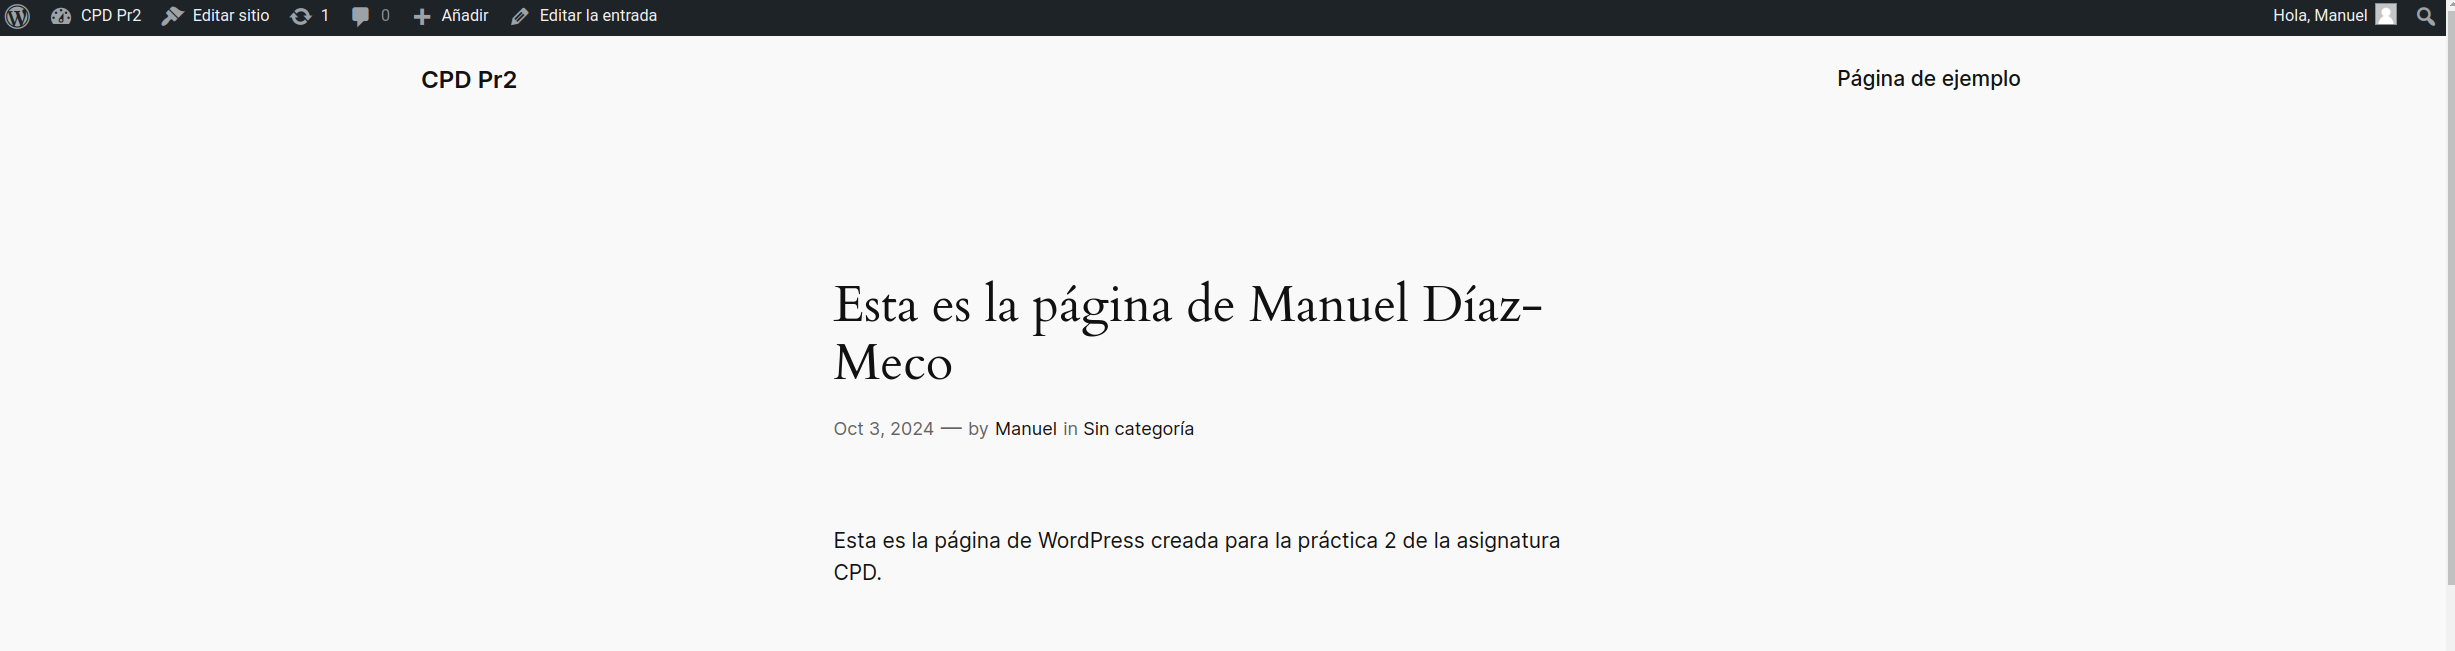 CPD Pr2 Editar sitio 1 0 Añadir Editar la entrada Hola, Manuel
CPD Pr2 Página de ejemplo
Esta es la página de Manuel Díaz-
Meco
Oct 3, 2024 — by Manuel in Sin categoría
Esta es la página de WordPress creada para la práctica 2 de la asignatura
CPD.